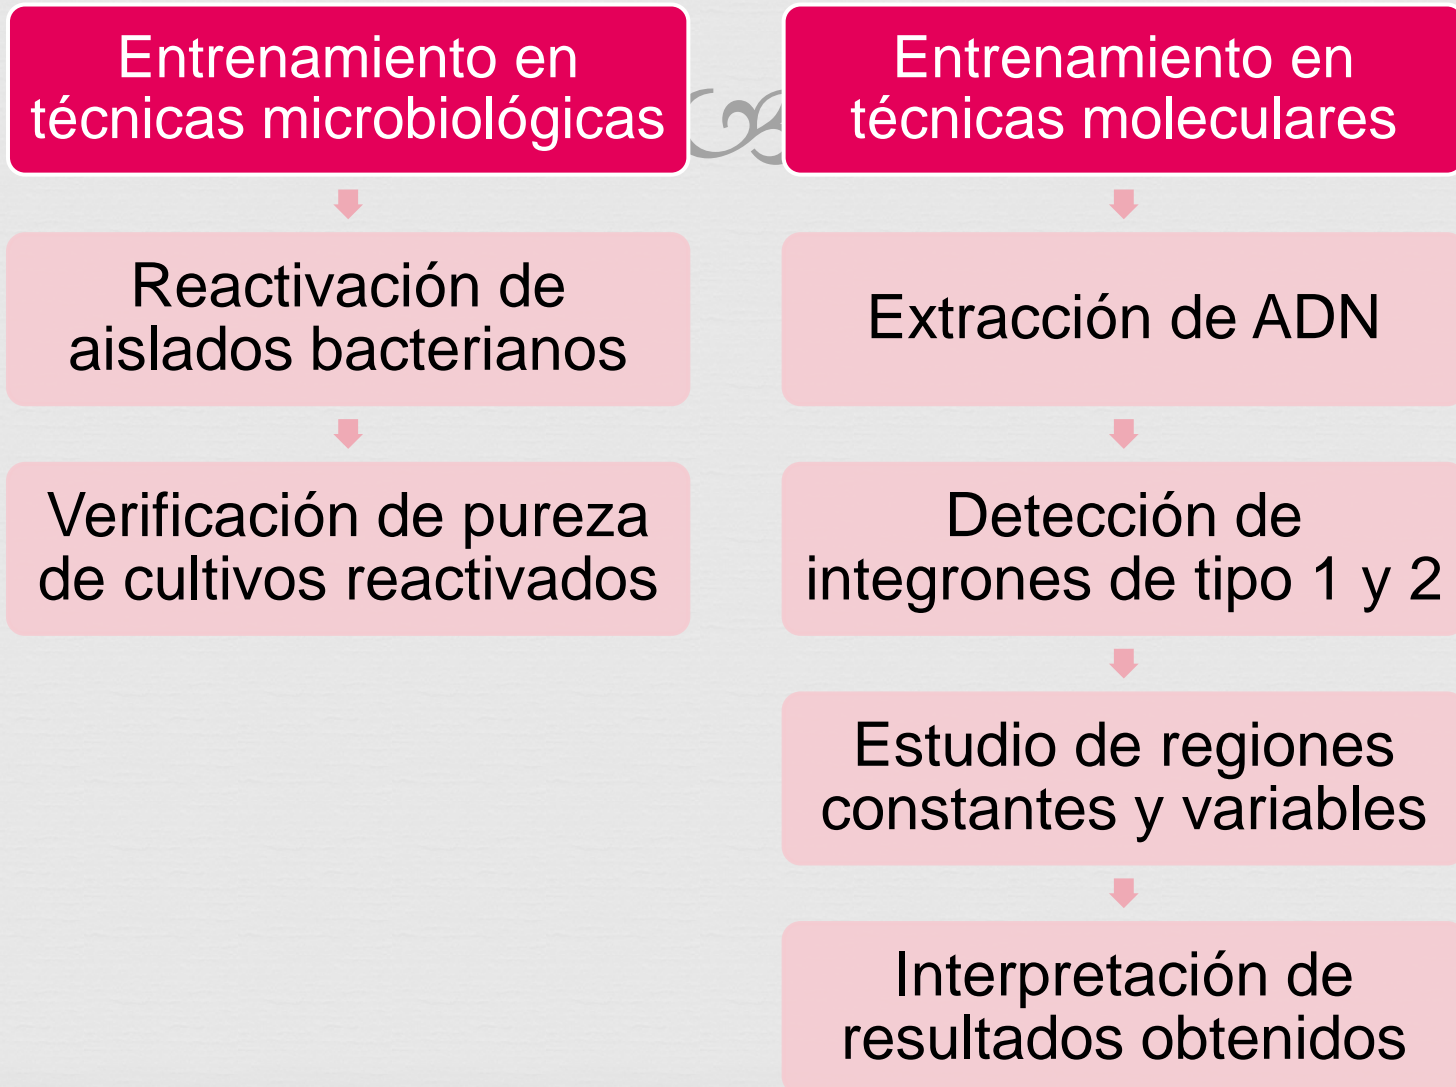 Entrenamiento en
técnicas microbiológicas
Reactivación de
aislados bacterianos
Verificación de pureza
de cultivos reactivados
Entrenamiento en
técnicas moleculares
Extracción de ADN
Detección de
integrones de tipo 1 y 2
Estudio de regiones
constantes y variables
Interpretación de
resultados obtenidos